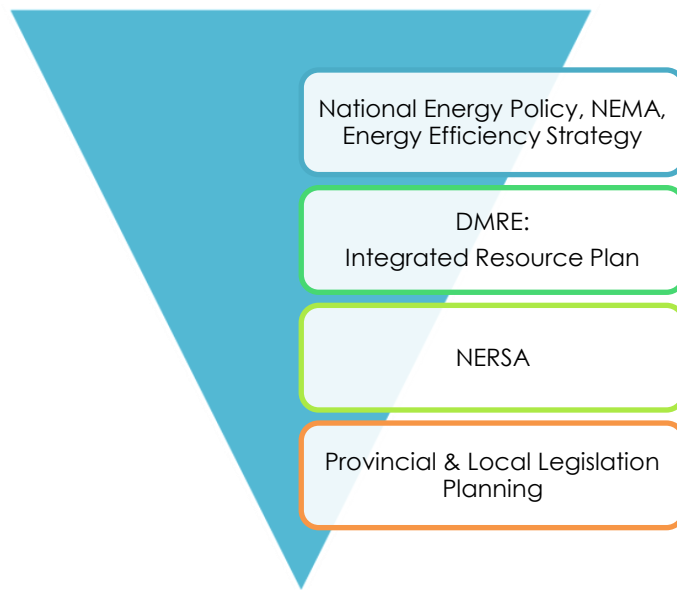 National Energy Policy, NEMA,
Energy Efficiency Strategy
DMRE:
Integrated Resource Plan
NERSA
Provincial & Local Legislation
Planning